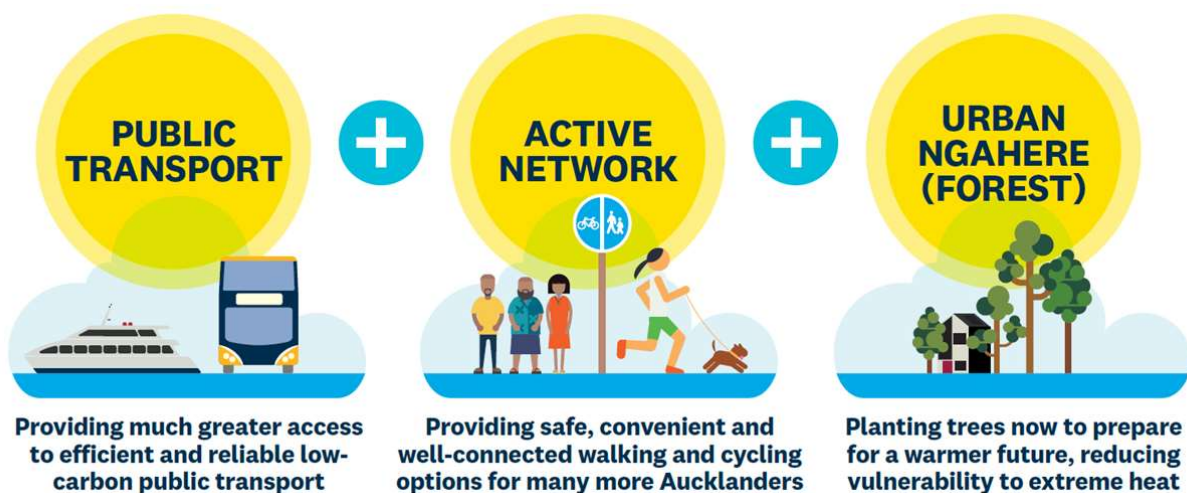 PUBLIC
TRANSPORT
ACTIVE
NETWORK
URBAN
NGAHERE
(FOREST)
Providing much greater access
to efficient and reliable low-
carbon public transport
Providing safe, convenient and
well-connected walking and cycling
options for many more Aucklanders
Planting trees now to prepare
for a warmer future, reducing
vulnerability to extreme heat